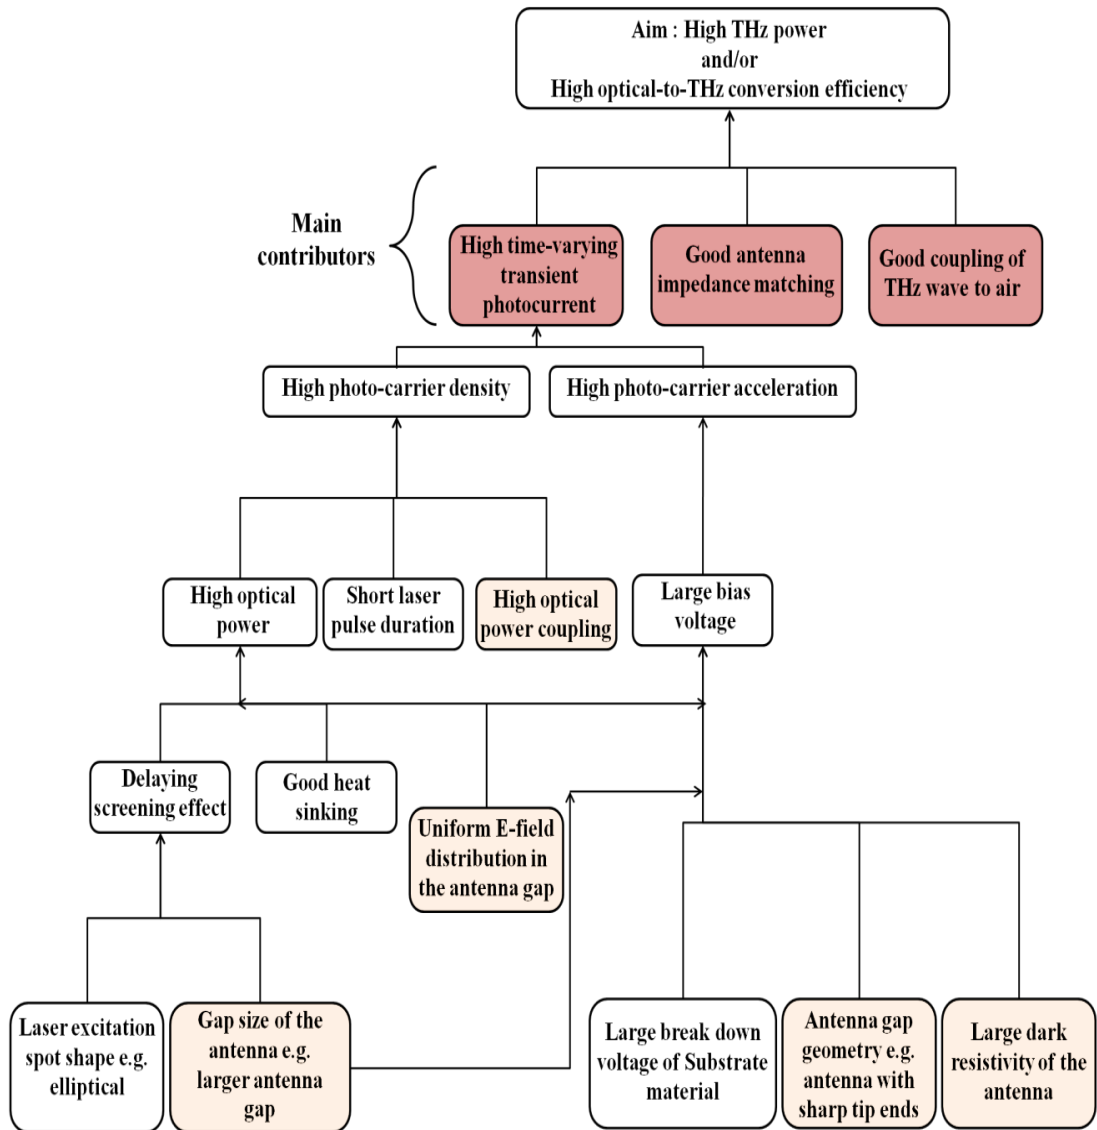 Aim : High THz power
and/or
High optical-to-THz conversion efficiency
Main
contributors
High time-varying
transient
photocurrent
Good antenna
impedance matching
Good coupling of
THz wave to air
High photo-carrier density
High photo-carrier acceleration
High optical
power
Short laser
pulse duration
High optical
power coupling
Large bias
voltage
Delaying
screening effect
Good heat
sinking
Uniform E-field
distribution in
the antenna gap
Laser excitation
spot shape e.g.
elliptical
Gap size of the
antenna e.g.
larger antenna
gap
Large break down
voltage of Substrate
material
Antenna gap
geometry e.g.
antenna with
sharp tip ends
Large dark
resistivity of the
antenna